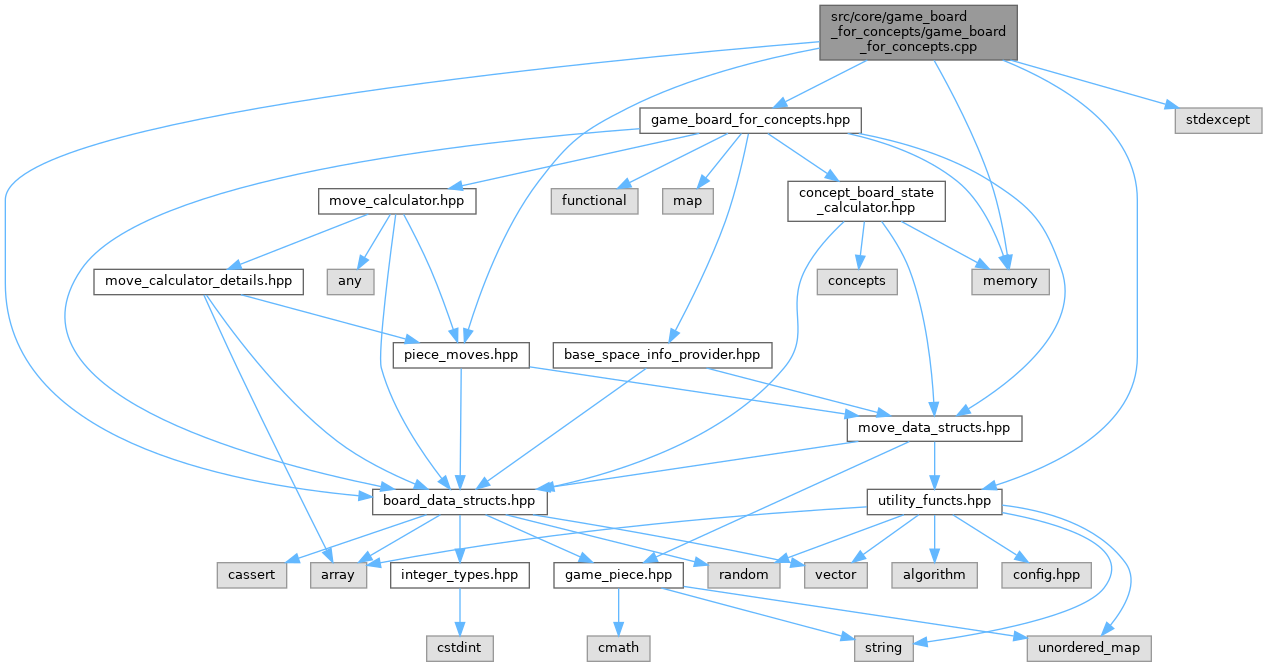 src/core/game_board
_for_concepts/game_board
_for_concepts.cpp
game_board_for_concepts.hpp
stdexcept
move_calculator.hpp
functional
map
concept_board_state
_calculator.hpp
move_calculator_details.hpp
any
concepts
memory
piece_moves.hpp
base_space_info_provider.hpp
move_data_structs.hpp
board_data_structs.hpp
utility_functs.hpp
cassert
array
integer_types.hpp
game_piece.hpp
random
vector
algorithm
config.hpp
cstdint
cmath
string
unordered_map